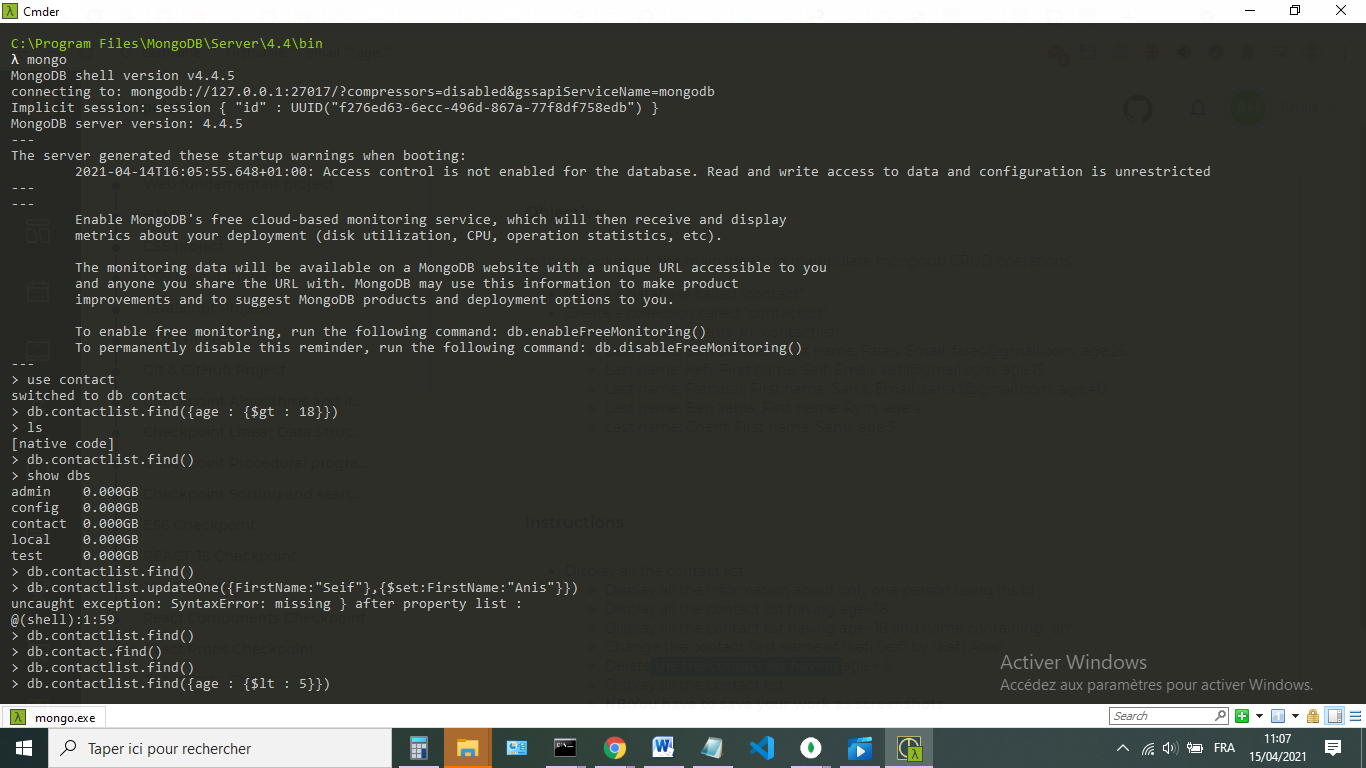 Cmder
C:\Program Files\MongoDB\Server\4.4\bin
λ mongo
MongoDB shell version v4.4.5
connecting to: mongodb://127.0.0.1:27017/?compressors=disabled&gssapiServiceName=mongodb
Implicit session: session { "id" : UUID("f276ed63-6ecc-496d-867a-77f8df758edb") }
MongoDB server version: 4.4.5
---
The server generated these startup warnings when booting:
2021-04-14T16:05:55.648+01:00: Access control is not enabled for the database. Read and write access to data and configuration is unrestricted
---
---
Enable MongoDB's free cloud-based monitoring service, which will then receive and display
metrics about your deployment (disk utilization, CPU, operation statistics, etc).
The monitoring data will be available on a MongoDB website with a unique URL accessible to you
and anyone you share the URL with. MongoDB may use this information to make product
improvements and to suggest MongoDB products and deployment options to you.
To enable free monitoring, run the following command: db.enableFreeMonitoring()
To permanently disable this reminder, run the following command: db.disableFreeMonitoring()
---
> use contact
switched to db contact
> db.contactlist.find({age : {$gt : 18}})
> ls
[native code]
> db.contactlist.find()
> show dbs
admin 0.000GB
config 0.000GB
contact 0.000GB
local 0.000GB
test 0.000GB
> db.contactlist.find()
> db.contactlist.updateOne({FirstName:"Seif"},{$set:FirstName:"Anis"}})
uncaught exception: SyntaxError: missing } after property list :
@(shell):1:59
> db.contactlist.find()
> db.contact.find()
> db.contactlist.find()
> db.contactlist.find({age : {$lt : 5}})
Instructions
Activer Windows
Accédez aux paramètres pour activer Windows.
mongo.exe
Search
Taper ici pour rechercher
FRA
11:07
15/04/2021